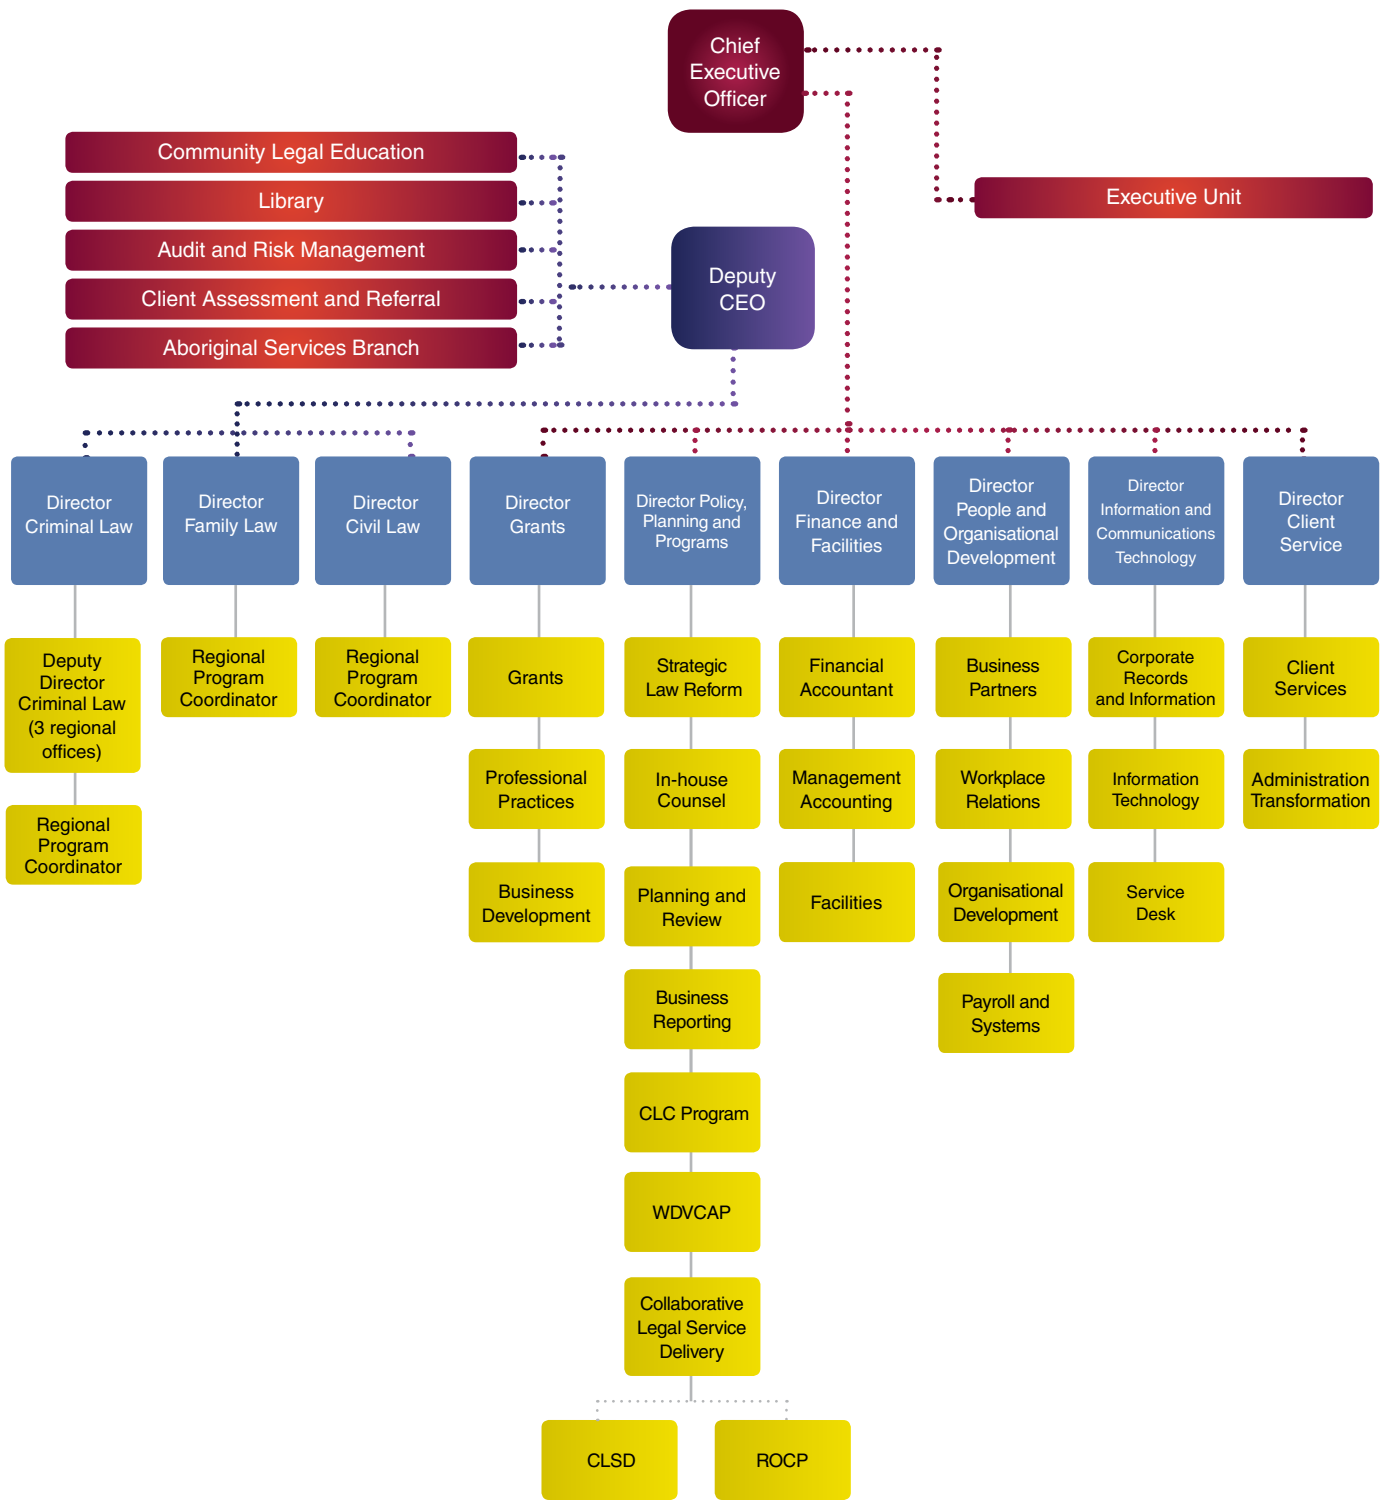 Chief
Executive
Officer
Community Legal Education
Library
Audit and Risk Management
Client Assessment and Referral
Aboriginal Services Branch
Executive Unit
Deputy
CEO
Director
Criminal Law
Director
Family Law
Director
Civil Law
Director
Grants
Director Policy,
Planning and
Programs
Director
Finance and
Facilities
Director
People and
Organisational
Development
Director
Information and
Communications
Technology
Director
Client
Service
Deputy
Director
Criminal Law
(3 regional
offices)
Regional
Program
Coordinator
Regional
Program
Coordinator
Regional
Program
Coordinator
Grants
Professional
Practices
Business
Development
Strategic
Law Reform
In-house
Counsel
Planning and
Review
Business
Reporting
CLC Program
WDVCAP
Collaborative
Legal Service
Delivery
CLSD
ROCP
Financial
Accountant
Management
Accounting
Facilities
Business
Partners
Workplace
Relations
Organisational
Development
Payroll and
Systems
Corporate
Records
and Information
Information
Technology
Service
Desk
Client
Services
Administration
Transformation